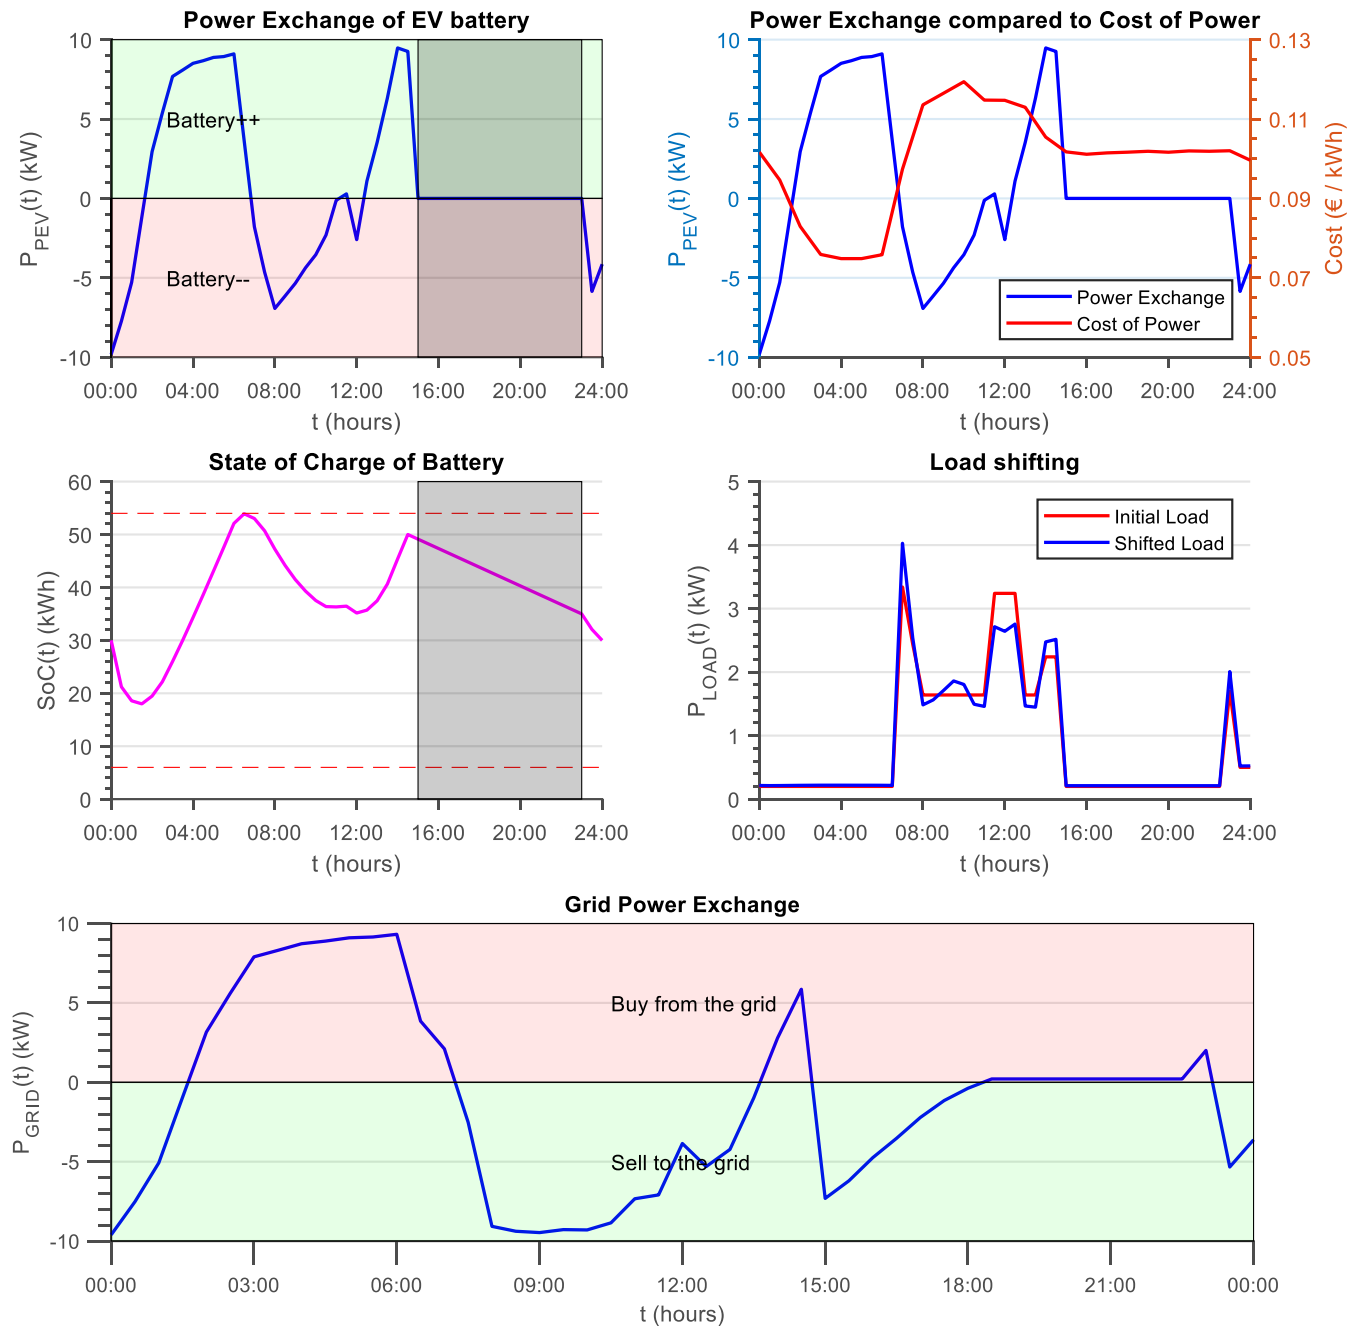 Power Exchange of EV battery
10
5
0
-5
-10
P_PEV(t) (kW)
Battery++
Battery--
00:00 04:00 08:00 12:00 16:00 20:00 24:00
t (hours)
Power Exchange compared to Cost of Power
10
5
0
-5
-10
P_PEV(t) (kW)
0.13
0.11
0.09
0.07
0.05
Cost (€ / kWh)
Power Exchange
Cost of Power
00:00 04:00 08:00 12:00 16:00 20:00 24:00
t (hours)
State of Charge of Battery
60
50
40
30
20
10
0
SoC(t) (kWh)
00:00 04:00 08:00 12:00 16:00 20:00 24:00
t (hours)
Load shifting
5
4
3
2
1
0
P_LOAD(t) (kW)
Initial Load
Shifted Load
00:00 04:00 08:00 12:00 16:00 20:00 24:00
t (hours)
Grid Power Exchange
10
5
0
-5
-10
P_GRID(t) (kW)
Buy from the grid
Sell to the grid
00:00 03:00 06:00 09:00 12:00 15:00 18:00 21:00 00:00
t (hours)